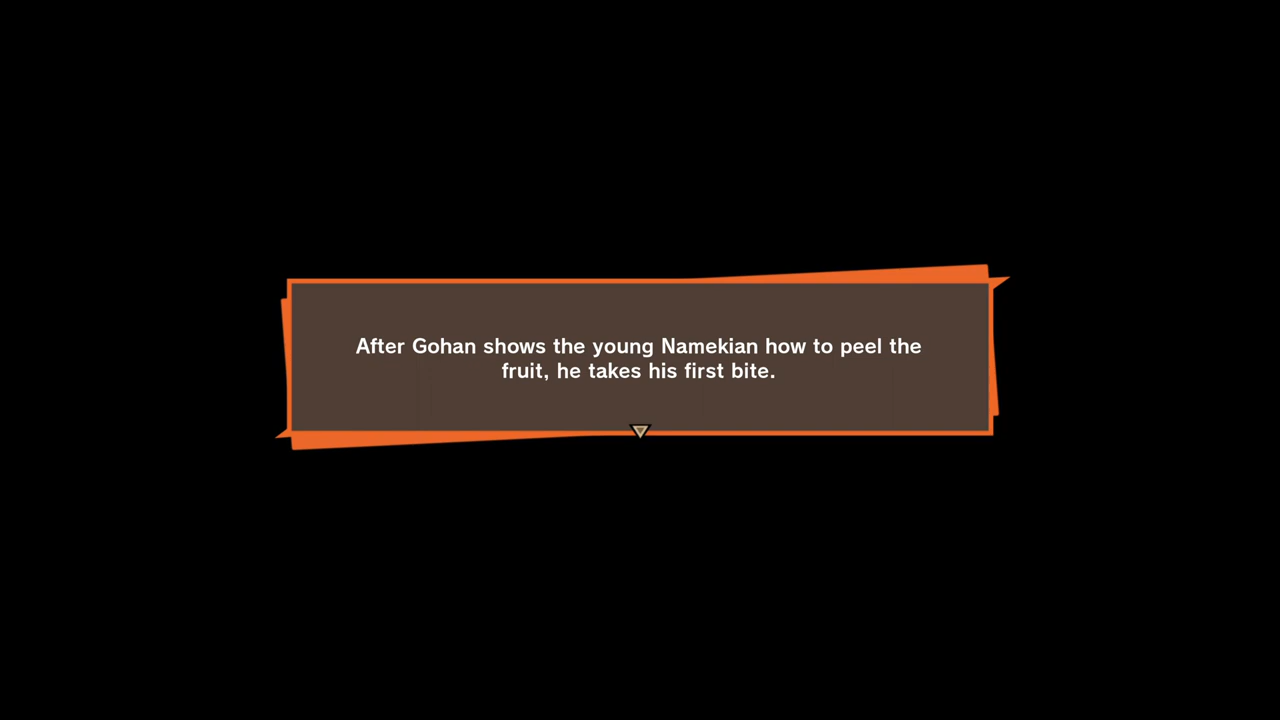 After Gohan shows the young Namekian how to peel the
fruit, he takes his first bite.